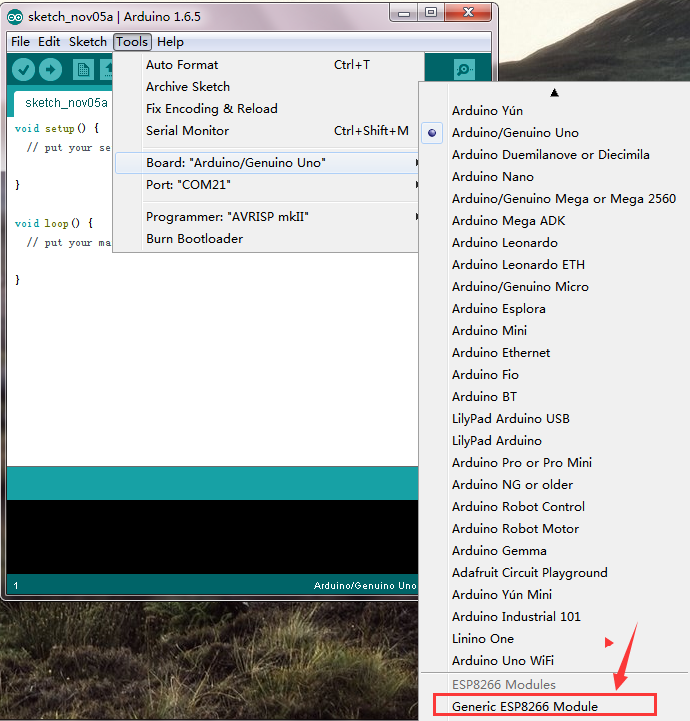 sketch_nov05a | Arduino 1.6.5
File Edit Sketch Tools Help
sketch_nov05a
void setup() {
// put your se
}
void loop() {
// put your ma
}
Auto Format Ctrl+T
Archive Sketch
Fix Encoding & Reload
Serial Monitor Ctrl+Shift+M
Board: "Arduino/Genuino Uno"
Port: "COM21"
Programmer: "AVRISP mkII"
Burn Bootloader
Arduino Yún
Arduino/Genuino Uno
Arduino Duemilanove or Diecimila
Arduino Nano
Arduino/Genuino Mega or Mega 2560
Arduino Mega ADK
Arduino Leonardo
Arduino Leonardo ETH
Arduino/Genuino Micro
Arduino Esplora
Arduino Mini
Arduino Ethernet
Arduino Fio
Arduino BT
LilyPad Arduino USB
LilyPad Arduino
Arduino Pro or Pro Mini
Arduino NG or older
Arduino Robot Control
Arduino Robot Motor
Arduino Gemma
Adafruit Circuit Playground
Arduino Yún Mini
Arduino Industrial 101
Linino One
Arduino Uno WiFi
ESP8266 Modules
Generic ESP8266 Module
1 Arduino/Genuino Uno